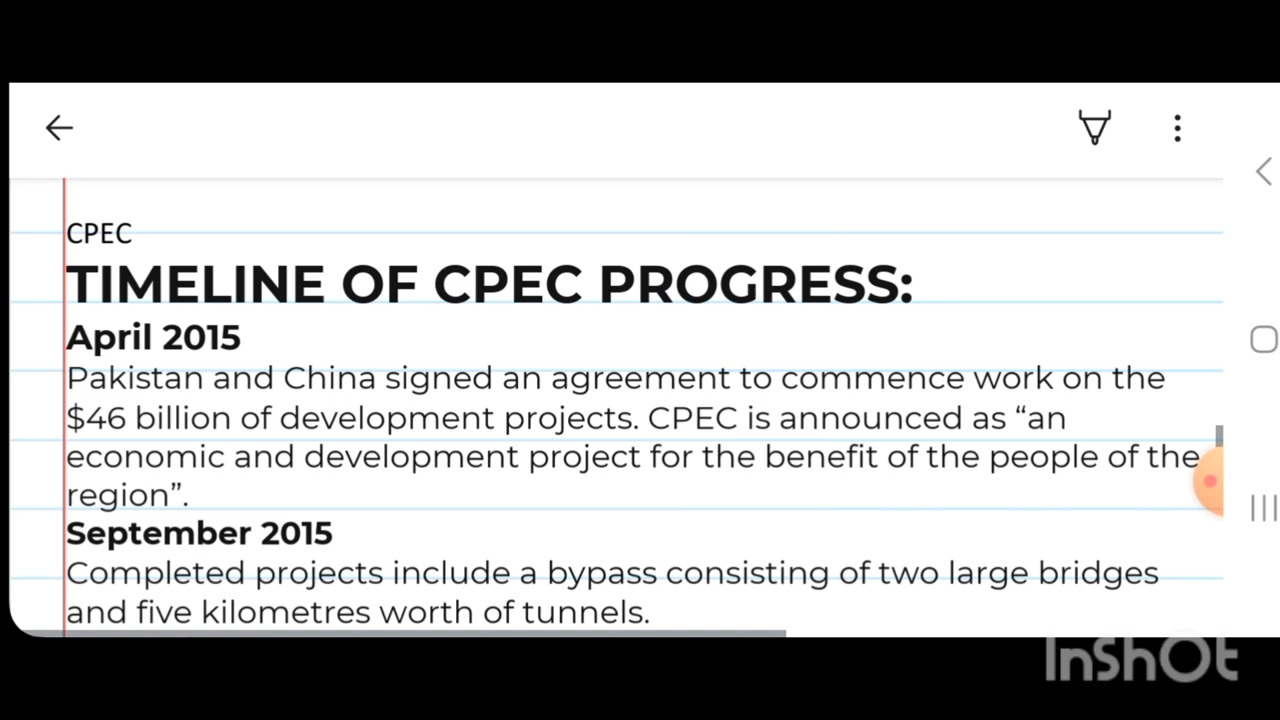 CPEC
TIMELINE OF CPEC PROGRESS:
April 2015
Pakistan and China signed an agreement to commence work on the
$46 billion of development projects. CPEC is announced as “an
economic and development project for the benefit of the people of the
region”.
September 2015
Completed projects include a bypass consisting of two large bridges
and five kilometres worth of tunnels.
InShOt